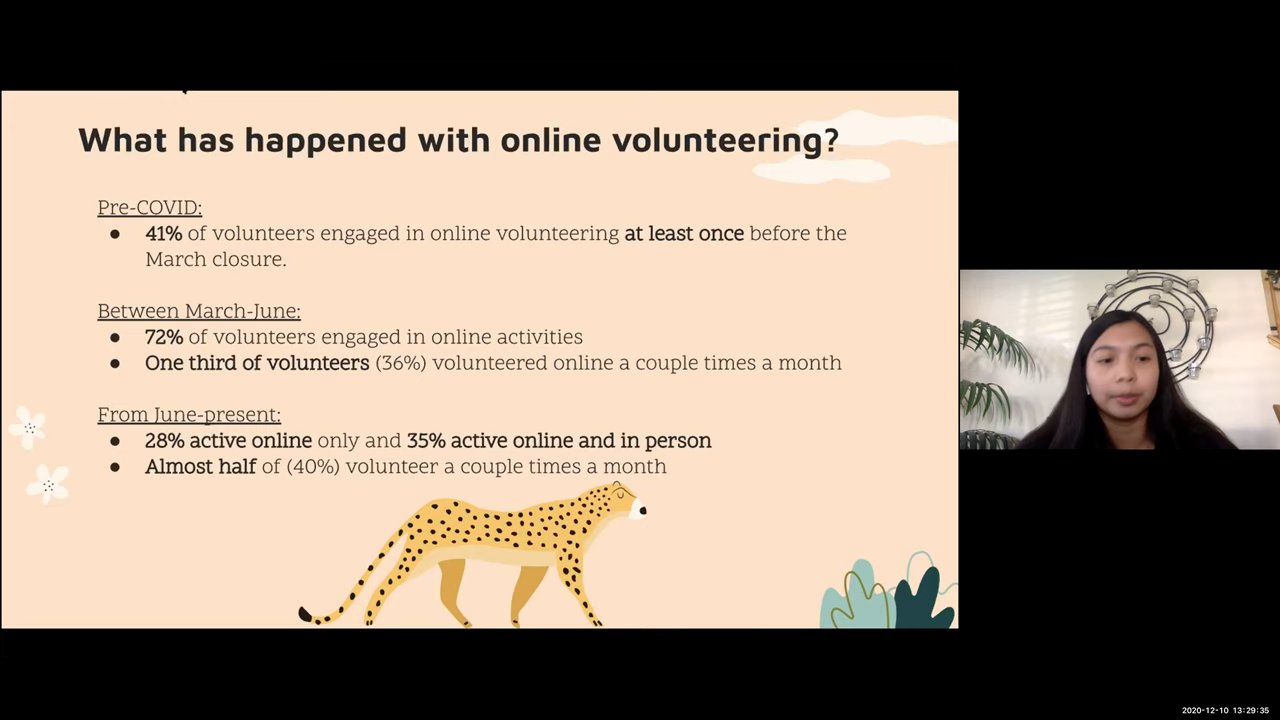 What has happened with online volunteering?
Pre-COVID:
● 41% of volunteers engaged in online volunteering at least once before the
March closure.
Between March-June:
● 72% of volunteers engaged in online activities
● One third of volunteers (36%) volunteered online a couple times a month
From June-present:
● 28% active online only and 35% active online and in person
● Almost half of (40%) volunteer a couple times a month
2020-12-10 13:29:35